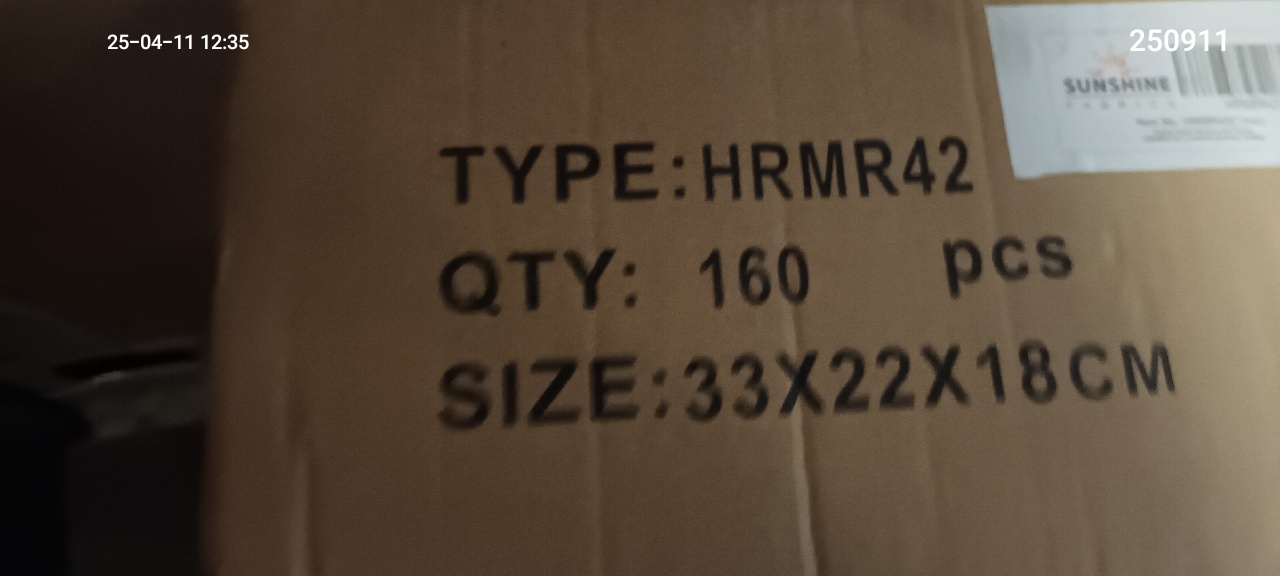 25-04-11 12:35
250911
SUNSHINE
TYPE:HRMR42
QTY: 160 pcs
SIZE:33X22X18CM